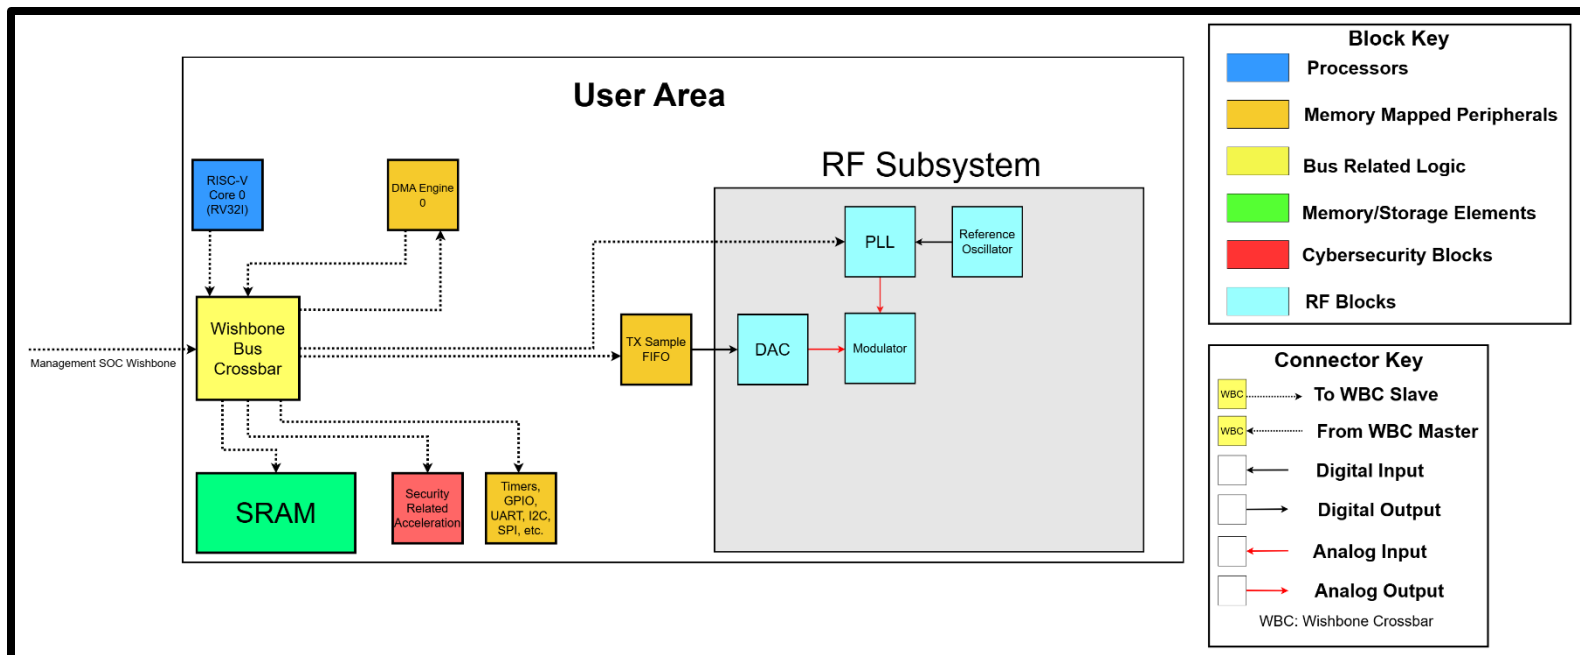 User Area
RF Subsystem
RISC-V
Core 0
(RV32I)
DMA Engine
0
PLL
Reference
Oscillator
Wishbone
Bus
Crossbar
Management SOC Wishbone
TX Sample
FIFO
DAC
Modulator
SRAM
Security
Related
Acceleration
Timers,
GPIO,
UART, I2C,
SPI, etc.
Block Key
Processors
Memory Mapped Peripherals
Bus Related Logic
Memory/Storage Elements
Cybersecurity Blocks
RF Blocks
Connector Key
WBC To WBC Slave
WBC From WBC Master
Digital Input
Digital Output
Analog Input
Analog Output
WBC: Wishbone Crossbar